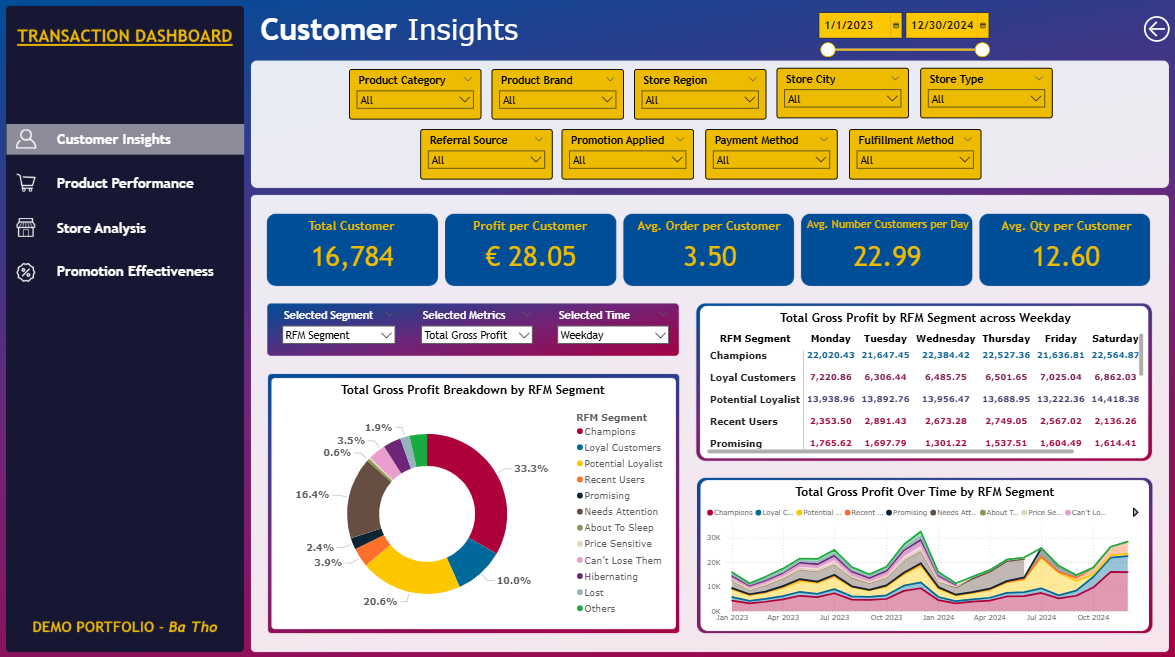 TRANSACTION DASHBOARD
Customer Insights
Product Performance
Store Analysis
Promotion Effectiveness
DEMO PORTFOLIO - Ba Tho
Customer Insights
1/1/2023 12/30/2024
Product Category Product Brand Store Region Store City Store Type
All All All All All
Referral Source Promotion Applied Payment Method Fulfillment Method
All All All All
Total Customer Profit per Customer Avg. Order per Customer Avg. Number Customers per Day Avg. Qty per Customer
16,784 € 28.05 3.50 22.99 12.60
Selected Segment Selected Metrics Selected Time
RFM Segment Total Gross Profit Weekday
Total Gross Profit Breakdown by RFM Segment
RFM Segment
Champions
Loyal Customers
Potential Loyalist
Recent Users
Promising
Needs Attention
About To Sleep
Price Sensitive
Can't Lose Them
Hibernating
Lost
Others
1.9%
3.5%
0.6%
16.4%
2.4%
3.9%
20.6%
10.0%
33.3%
Total Gross Profit by RFM Segment across Weekday
RFM Segment Monday Tuesday Wednesday Thursday Friday Saturday
Champions 22,020.43 21,647.45 22,384.42 22,527.36 21,636.81 22,564.87
Loyal Customers 7,220.86 6,306.44 6,485.75 6,501.65 7,025.04 6,862.03
Potential Loyalist 13,938.96 13,892.76 13,956.47 13,688.95 13,222.36 14,418.38
Recent Users 2,353.50 2,891.43 2,673.28 2,749.05 2,567.02 2,136.26
Promising 1,765.62 1,697.79 1,301.22 1,537.51 1,604.49 1,614.41
Total Gross Profit Over Time by RFM Segment
Champions Loyal C... Potential ... Recent ... Promising Needs Att... About T... Price Se... Can't Lo...
30K
20K
10K
0K
Jan 2023 Apr 2023 Jul 2023 Oct 2023 Jan 2024 Apr 2024 Jul 2024 Oct 2024